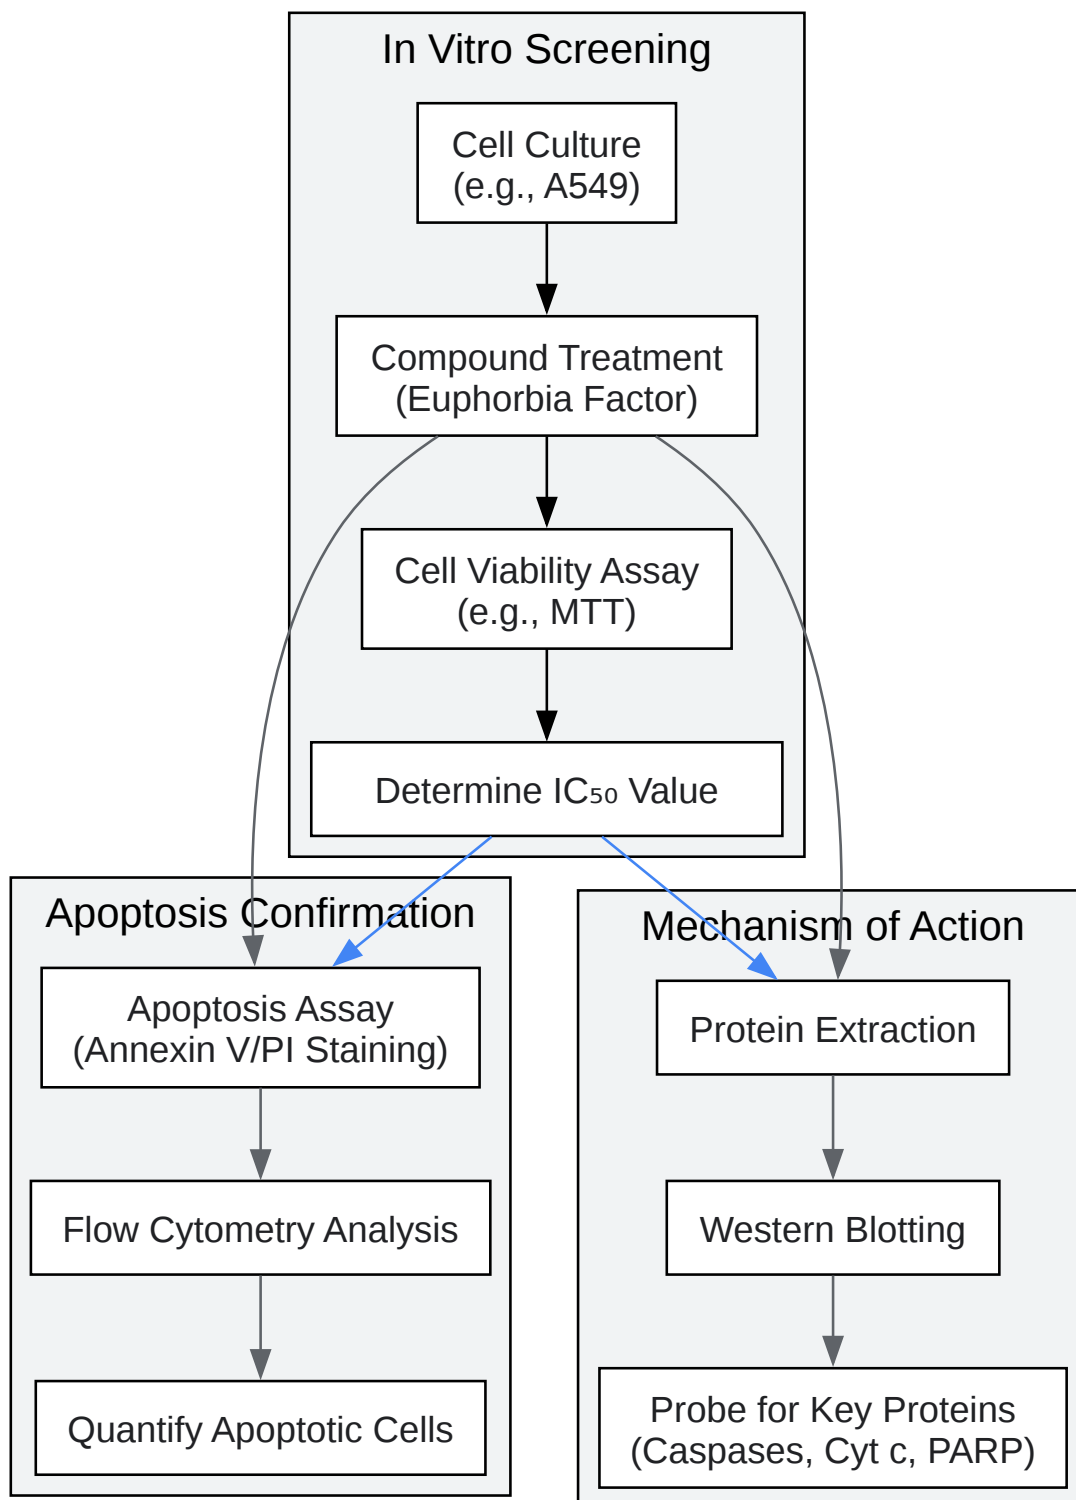 In Vitro Screening
Cell Culture
(e.g., A549)
Compound Treatment
(Euphorbia Factor)
Cell Viability Assay
(e.g., MTT)
Determine IC₅₀ Value
Apoptosis Confirmation
Apoptosis Assay
(Annexin V/PI Staining)
Flow Cytometry Analysis
Quantify Apoptotic Cells
Mechanism of Action
Protein Extraction
Western Blotting
Probe for Key Proteins
(Caspases, Cyt c, PARP)